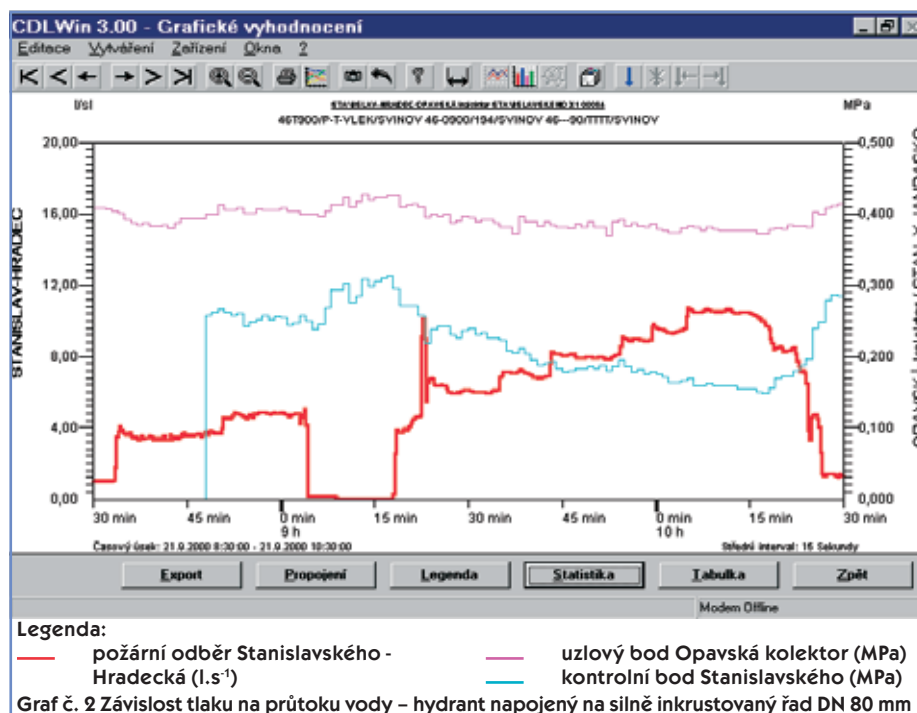 CDLWin 3.00 - Grafické vyhodnocení
Editace Vytváření Zařízení Okna 2
l/s l
MPa
46T900/P-T-VLEK/SVINOV 46-0900/194/SVINOV 46---90/TTTT/SVINOV
STANISLAV-HRADEC
20,00
16,00
12,00
8,00
4,00
0,00
0,500
0,400
0,300
0,200
0,100
0,000
30 min 45 min 0 min 15 min 30 min 45 min 0 min 15 min 30 min
9 h 10 h
Časový úsek: 21.9.2000 8:30:00 - 21.9.2000 10:30:00 Střední interval: 16 Sekundy
Export Propojení Legenda Statistika Tabulka Zpět
Modem Offline
Legenda:
požární odběr Stanislavského -
Hradecká (l.s⁻¹)
uzlový bod Opavská kolektor (MPa)
kontrolní bod Stanislavského (MPa)
Graf č. 2 Závislost tlaku na průtoku vody – hydrant napojený na silně inkrustovaný řad DN 80 mm